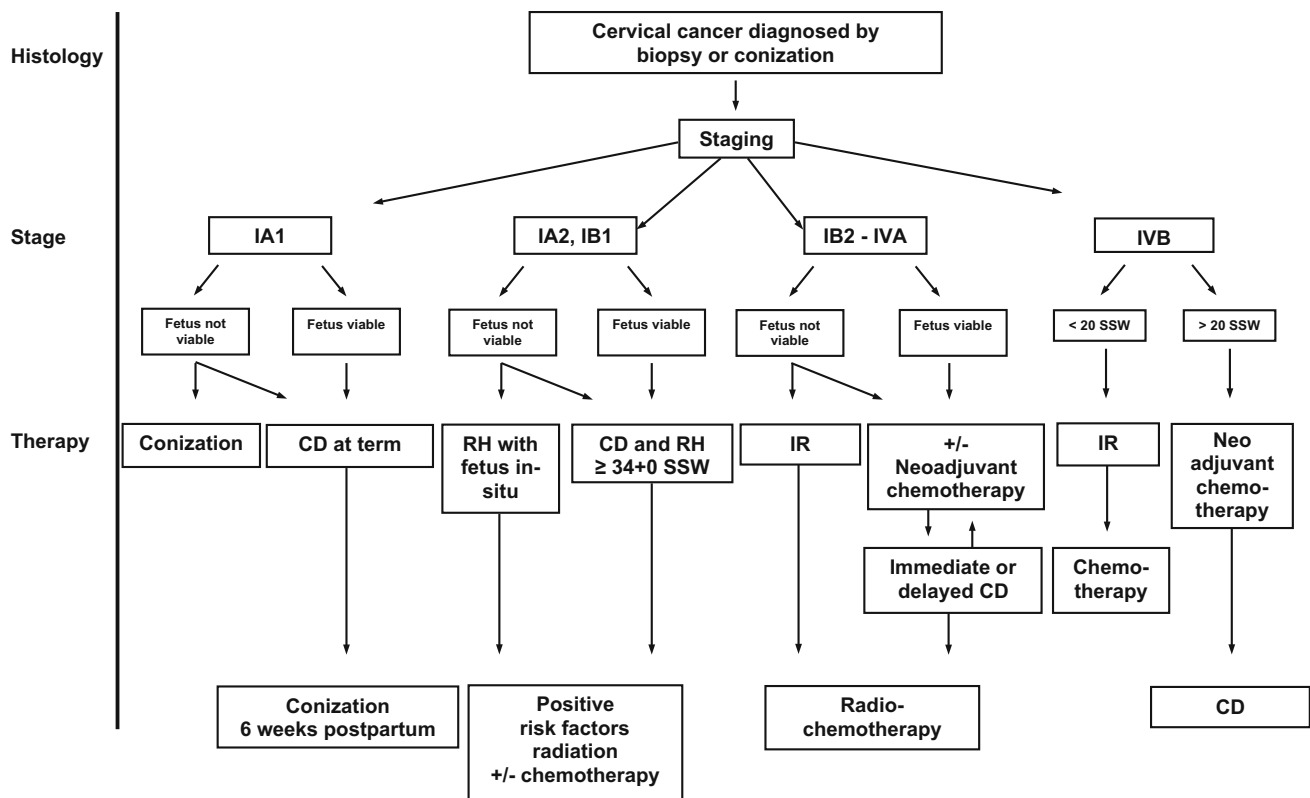 Histology
Cervical cancer diagnosed by
biopsy or conization
Staging
Stage
IA1
IA2, IB1
IB2 - IVA
IVB
Fetus not
viable
Fetus viable
Fetus not
viable
Fetus viable
Fetus not
viable
Fetus viable
< 20 SSW
> 20 SSW
Therapy
Conization
CD at term
RH with
fetus in-
situ
CD and RH
≥ 34+0 SSW
IR
+/-
Neoadjuvant
chemotherapy
IR
Neo
adjuvant
chemo-
therapy
Immediate or
delayed CD
Chemo-
therapy
Conization
6 weeks postpartum
Positive
risk factors
radiation
+/- chemotherapy
Radio-
chemotherapy
CD